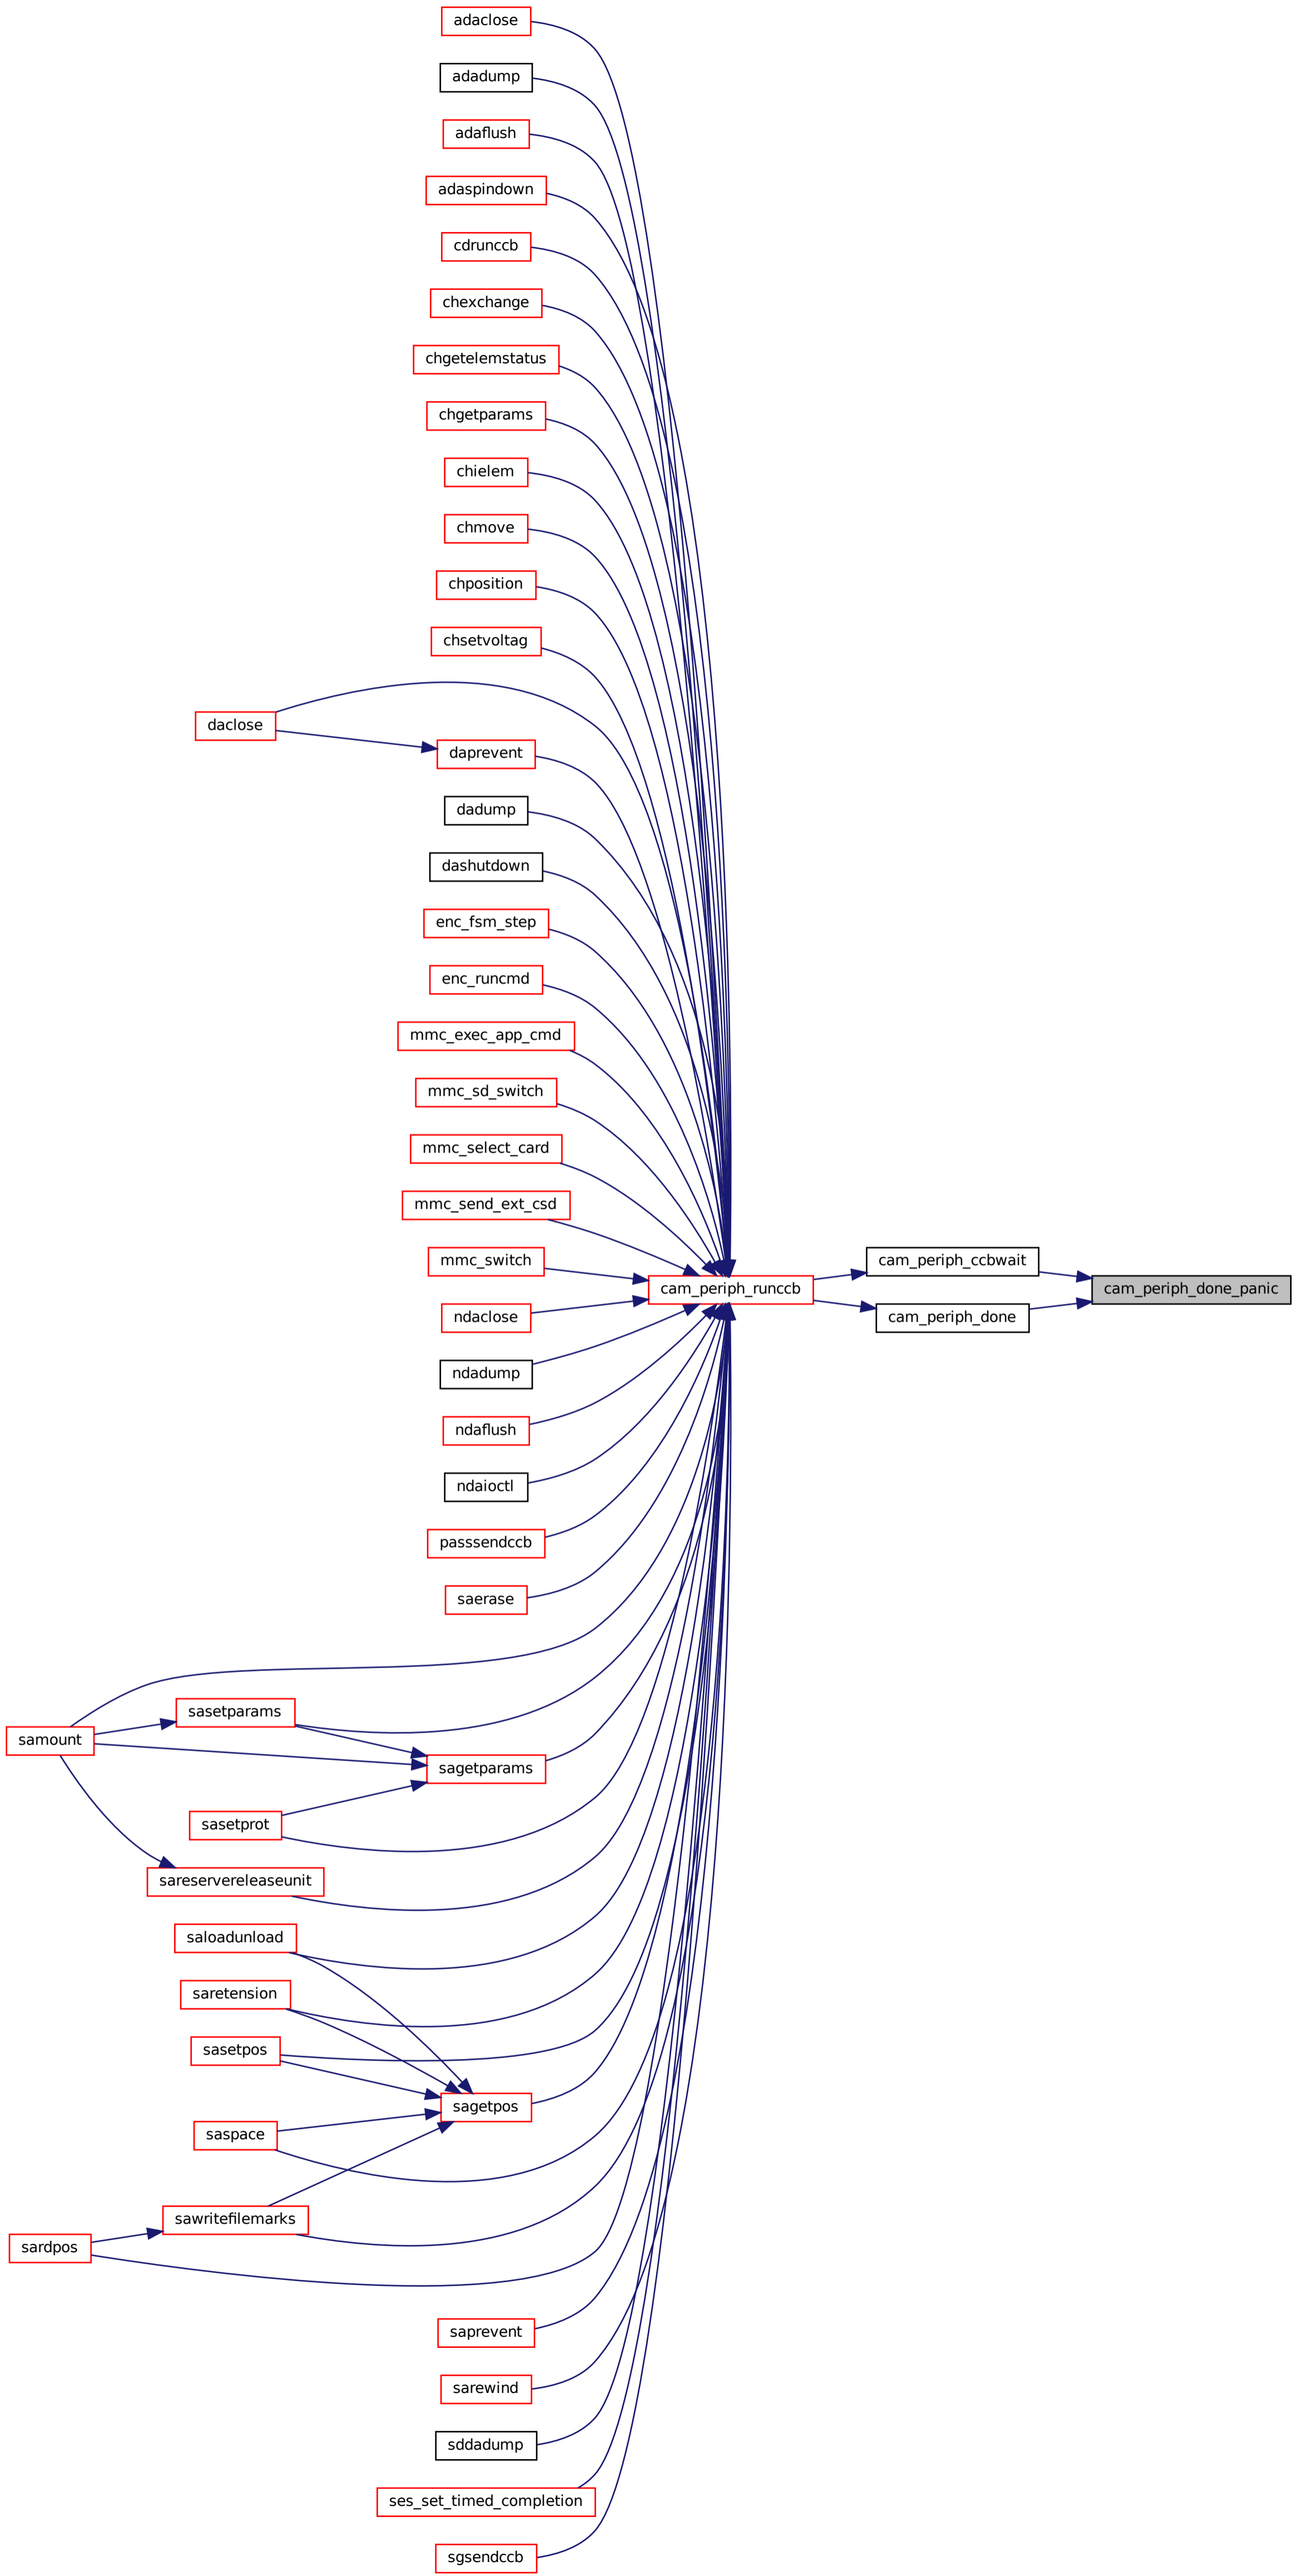 adaclose
adadump
adaflush
adaspindown
cdrunccb
chexchange
chgetelemstatus
chgetparams
chielem
chmove
chposition
chsetvoltag
daclose
daprevent
dadump
dashutdown
enc_fsm_step
enc_runcmd
mmc_exec_app_cmd
mmc_sd_switch
mmc_select_card
mmc_send_ext_csd
mmc_switch
cam_periph_ccbwait
cam_periph_runccb
cam_periph_done_panic
ndaclose
cam_periph_done
ndadump
ndaflush
ndaioctl
passsendccb
saerase
sasetparams
samount
sagetparams
sasetprot
sareservereleaseunit
saloadunload
saretension
sasetpos
sagetpos
saspace
sawritefilemarks
sardpos
saprevent
sarewind
sddadump
ses_set_timed_completion
sgsendccb